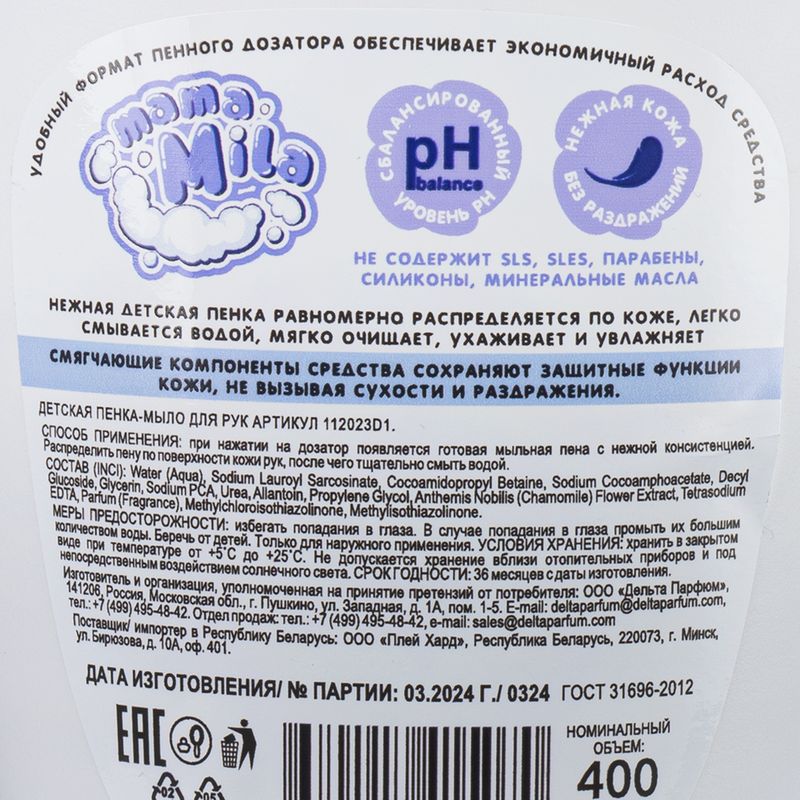 УДОБНЫЙ ФОРМАТ ПЕННОГО ДОЗАТОРА ОБЕСПЕЧИВАЕТ ЭКОНОМИЧНЫЙ РАСХОД СРЕДСТВА
mama
Mila
СБАЛАНСИРОВАННЫЙ
pH
balance
УРОВЕНЬ PH
НЕЖНАЯ КОЖА
БЕЗ РАЗДРАЖЕНИЙ
НЕ СОДЕРЖИТ SLS, SLES, ПАРАБЕНЫ,
СИЛИКОНЫ, МИНЕРАЛЬНЫЕ МАСЛА
НЕЖНАЯ ДЕТСКАЯ ПЕНКА РАВНОМЕРНО РАСПРЕДЕЛЯЕТСЯ ПО КОЖЕ, ЛЕГКО
СМЫВАЕТСЯ ВОДОЙ, МЯГКО ОЧИЩАЕТ, УХАЖИВАЕТ И УВЛАЖНЯЕТ
СМЯГЧАЮЩИЕ КОМПОНЕНТЫ СРЕДСТВА СОХРАНЯЮТ ЗАЩИТНЫЕ ФУНКЦИИ
КОЖИ, НЕ ВЫЗЫВАЯ СУХОСТИ И РАЗДРАЖЕНИЯ.
ДЕТСКАЯ ПЕНКА-МЫЛО ДЛЯ РУК АРТИКУЛ 112023D1.
СПОСОБ ПРИМЕНЕНИЯ: при нажатии на дозатор появляется готовая мыльная пена с нежной консистенцией.
Распределить пену по поверхности кожи рук, после чего тщательно смыть водой.
СОСТАВ (INCI): Water (Aqua), Sodium Lauroyl Sarcosinate, Cocoamidopropyl Betaine, Sodium Cocoamphoacetate, Decyl
Glucoside, Glycerin, Sodium PCA, Urea, Allantoin, Propylene Glycol, Anthemis Nobilis (Chamomile) Flower Extract, Tetrasodium
EDTA, Parfum (Fragrance), Methylchloroisothiazolinone, Methylisothiazolinone.
МЕРЫ ПРЕДОСТОРОЖНОСТИ: избегать попадания в глаза. В случае попадания в глаза промыть их большим
количеством воды. Беречь от детей. Только для наружного применения. УСЛОВИЯ ХРАНЕНИЯ: хранить в закрытом
виде при температуре от +5°С до +25°С. Не допускается хранение вблизи отопительных приборов и под
непосредственным воздействием солнечного света. СРОК ГОДНОСТИ: 36 месяцев с даты изготовления.
Изготовитель и организация, уполномоченная на принятие претензий от потребителя: ООО «Дельта Парфюм»,
141206, Россия, Московская обл., г. Пушкино, ул. Западная, д. 1А, пом. 1-5. E-mail: deltaparfum@deltaparfum.com,
тел.: +7 (499) 495-48-42. Отдел продаж: тел.: +7 (499) 495-48-42, e-mail: sales@deltaparfum.com
Поставщик/ импортер в Республику Беларусь: ООО «Плей Хард», Республика Беларусь, 220073, г. Минск,
ул. Бирюзова, д. 10А, оф. 401.
ДАТА ИЗГОТОВЛЕНИЯ/ № ПАРТИИ: 03.2024 Г./ 0324 ГОСТ 31696-2012
EAC
НОМИНАЛЬНЫЙ
ОБЪЕМ:
400
02
05